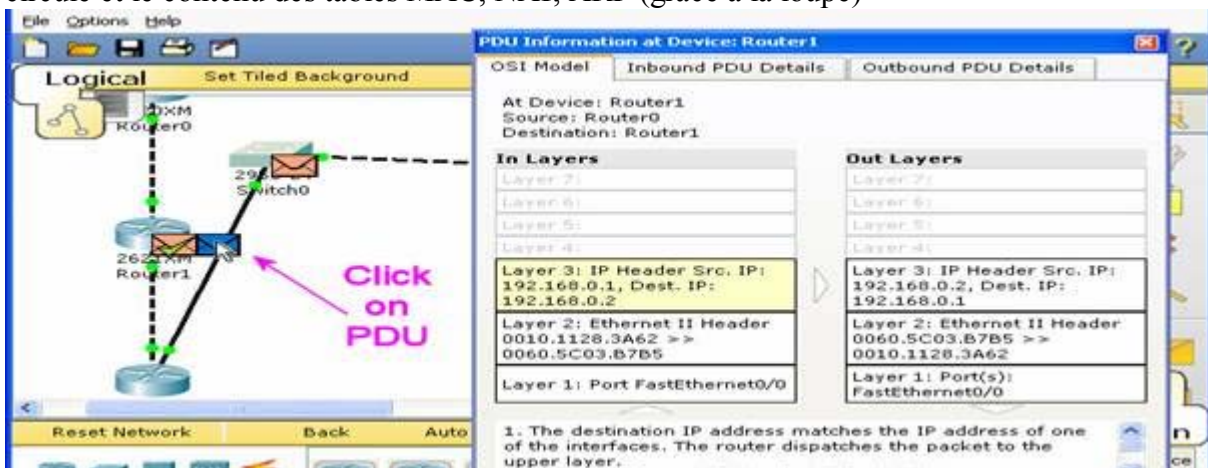 circule et le contenu des tables MAC, NAT, ARP (grâce à la loupe)
File Options Help
PDU Information at Device: Router1
Logical
Set Tiled Background
OSI Model
Inbound PDU Details
Outbound PDU Details
Router0
Switch0
2621XM
Router1
Click
on
PDU
At Device: Router1
Source: Router0
Destination: Router1
In Layers
Layer 7:
Layer 6:
Layer 5:
Layer 4:
Layer 3: IP Header Src. IP:
192.168.0.1, Dest. IP:
192.168.0.2
Layer 2: Ethernet II Header
0010.1128.3A62 >>
0060.5C03.B7B5
Layer 1: Port FastEthernet0/0
Out Layers
Layer 7:
Layer 6:
Layer 5:
Layer 4:
Layer 3: IP Header Src. IP:
192.168.0.2, Dest. IP:
192.168.0.1
Layer 2: Ethernet II Header
0060.5C03.B7B5 >>
0010.1128.3A62
Layer 1: Port(s):
FastEthernet0/0
Reset Network
Back
Auto
1. The destination IP address matches the IP address of one
of the interfaces. The router dispatches the packet to the
upper layer.